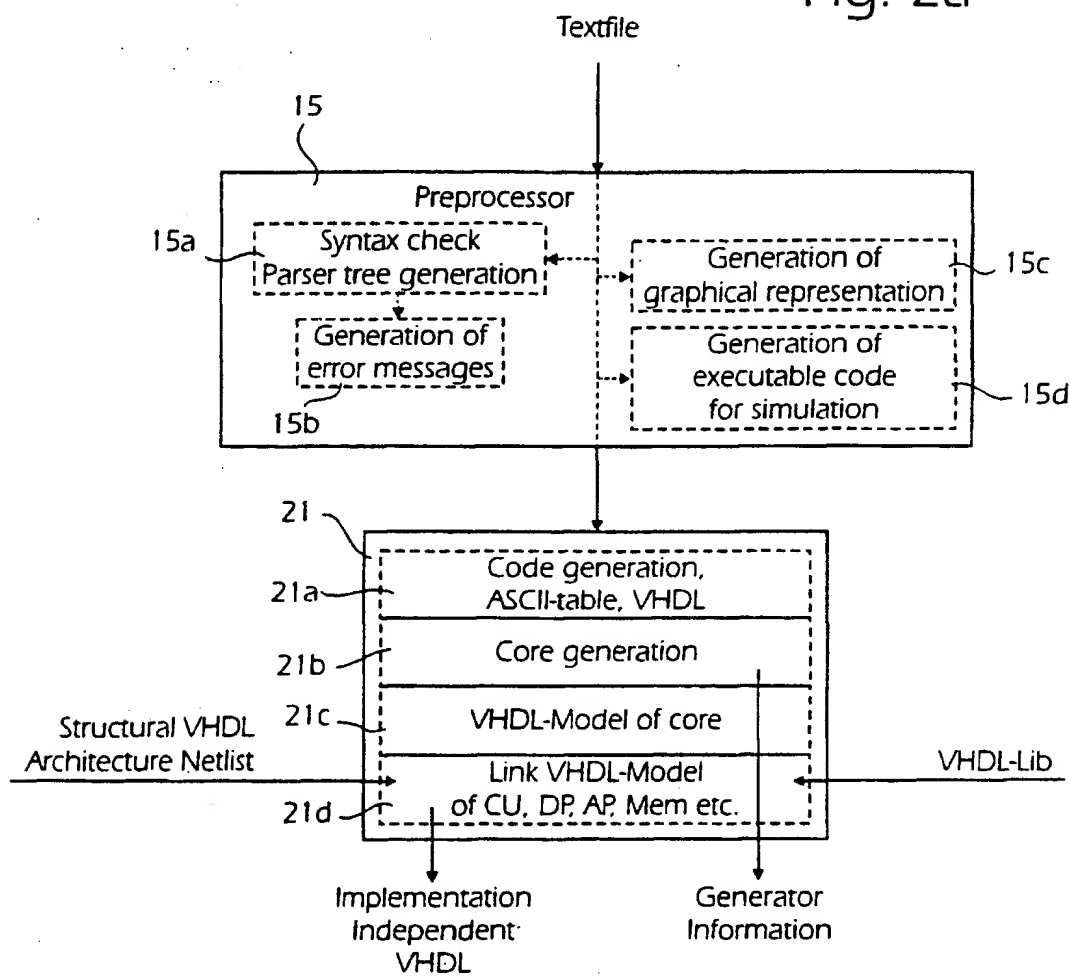 Textfile
15
Preprocessor
15a
Syntax check
Parser tree generation
Generation of
graphical representation
15c
Generation of
error messages
15b
Generation of
executable code
for simulation
15d
21
21a
Code generation,
ASCII-table, VHDL
21b
Core generation
21c
VHDL-Model of core
Structural VHDL
Architecture Netlist
21d
Link VHDL-Model
of CU, DP, AP, Mem etc.
VHDL-Lib
Implementation
Independent
VHDL
Generator
Information